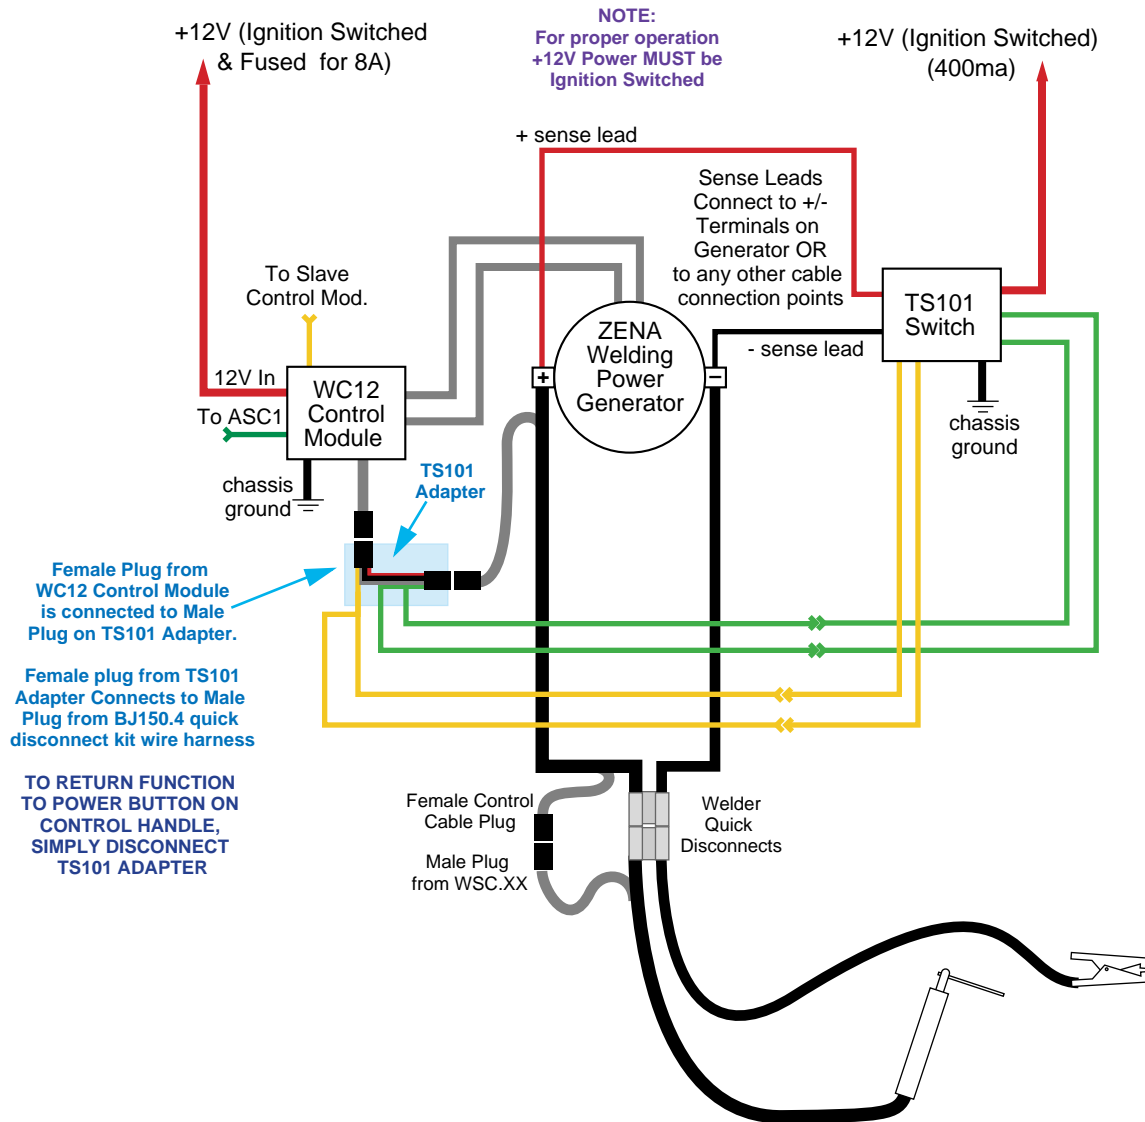 +12V (Ignition Switched
& Fused for 8A)
NOTE:
For proper operation
+12V Power MUST be
Ignition Switched
+12V (Ignition Switched)
(400ma)
+ sense lead
Sense Leads
Connect to +/-
Terminals on
Generator OR
to any other cable
connection points
To Slave
Control Mod.
TS101
Switch
ZENA
Welding
Power
Generator
+
−
- sense lead
12V In
WC12
Control
Module
To ASC1
chassis
ground
chassis
ground
TS101
Adapter
Female Plug from
WC12 Control Module
is connected to Male
Plug on TS101 Adapter.
Female plug from TS101
Adapter Connects to Male
Plug from BJ150.4 quick
disconnect kit wire harness
TO RETURN FUNCTION
TO POWER BUTTON ON
CONTROL HANDLE,
SIMPLY DISCONNECT
TS101 ADAPTER
Female Control
Cable Plug
Male Plug
from WSC.XX
Welder
Quick
Disconnects